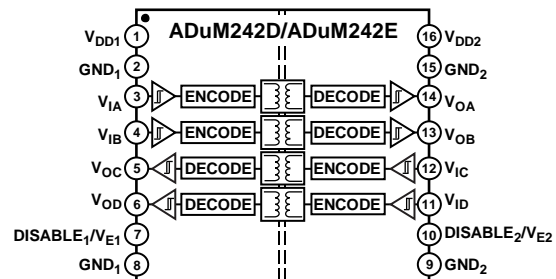 ADuM242D/ADuM242E
VDD1 1 16 VDD2
GND1 2 15 GND2
VIA 3 ENCODE DECODE 14 VOA
VIB 4 ENCODE DECODE 13 VOB
VOC 5 DECODE ENCODE 12 VIC
VOD 6 DECODE ENCODE 11 VID
DISABLE1/VE1 7 10 DISABLE2/VE2
GND1 8 9 GND2